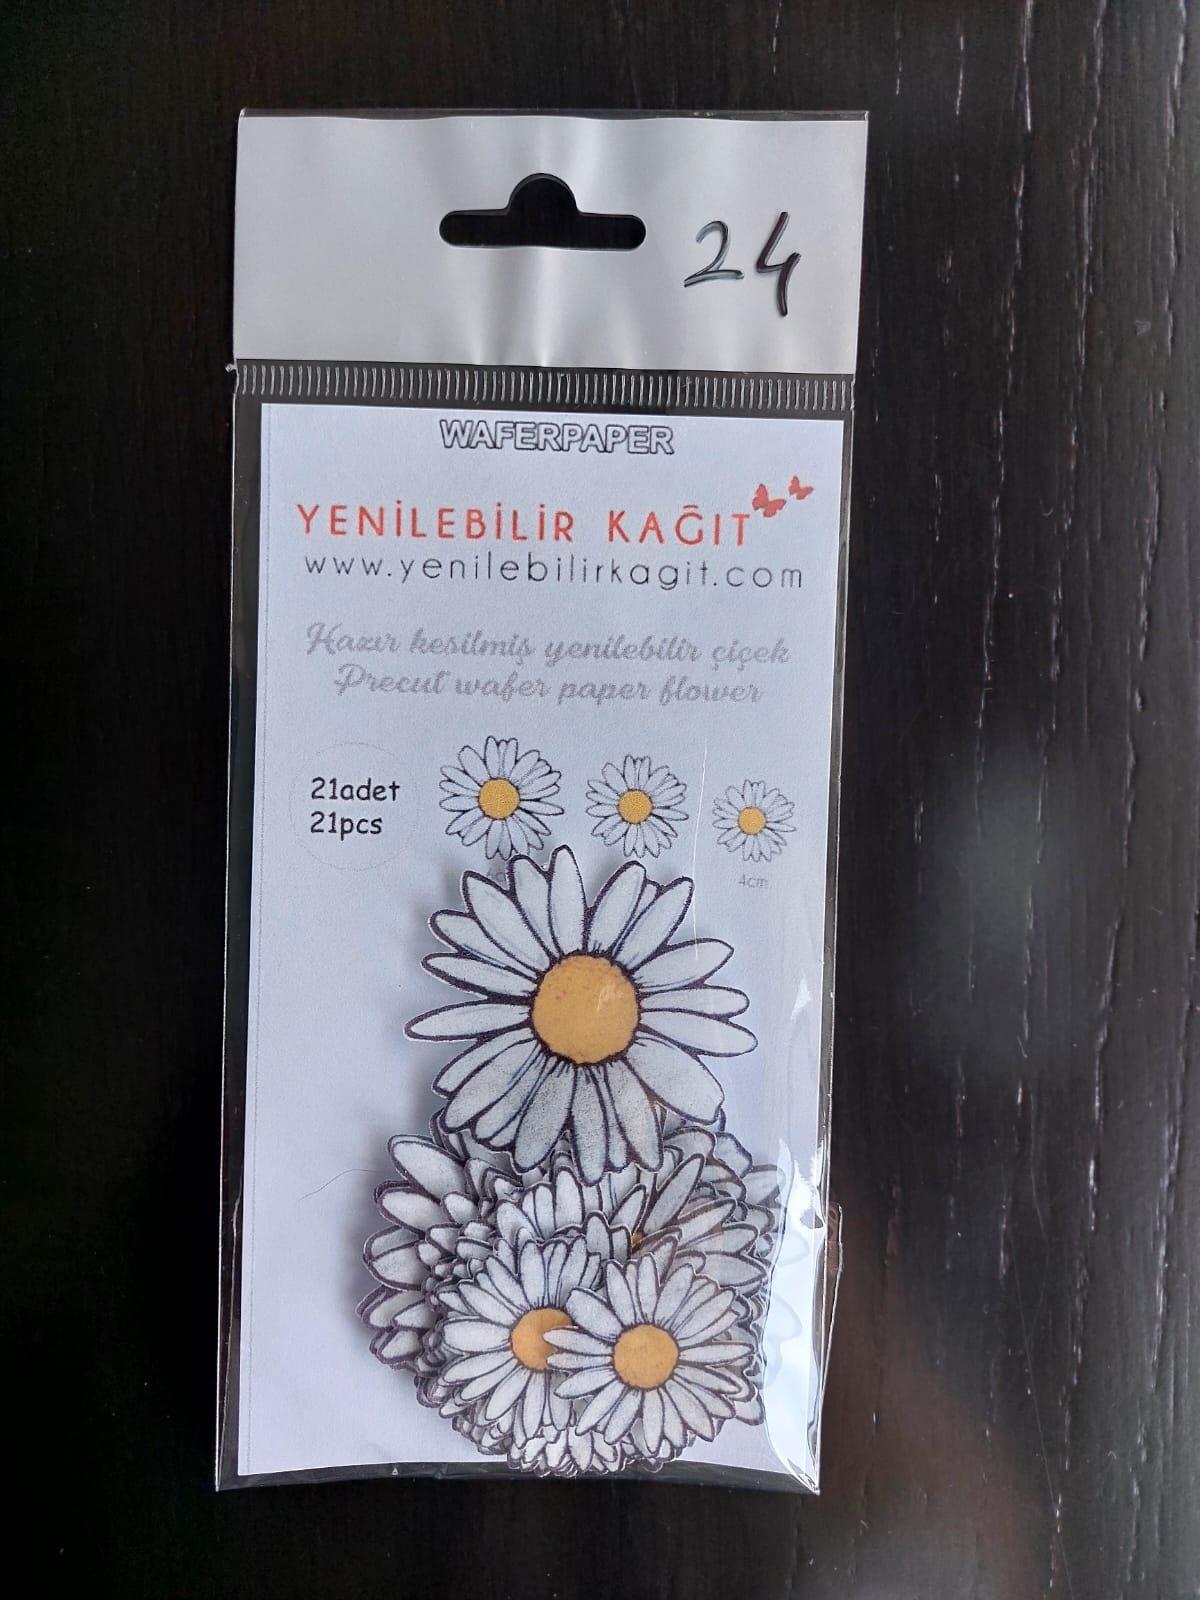 24
WAFERPAPER
YENİLEBİLİR KAĞIT
www.yenilebilirkagit.com
Hazır kesilmiş yenilebilir çiçek
Precut wafer paper flower
21adet
21pcs
4cm